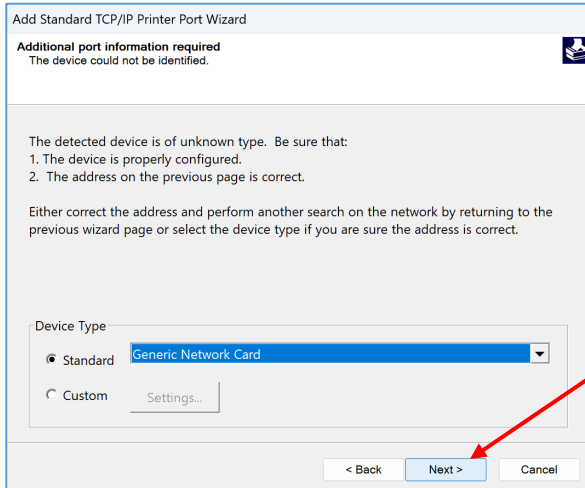 Add Standard TCP/IP Printer Port Wizard
Additional port information required
The device could not be identified.
The detected device is of unknown type.  Be sure that:
1. The device is properly configured.
2.  The address on the previous page is correct.
Either correct the address and perform another search on the network by returning to the
previous wizard page or select the device type if you are sure the address is correct.
Device Type
Standard
Generic Network Card
Custom
Settings...
< Back
Next >
Cancel